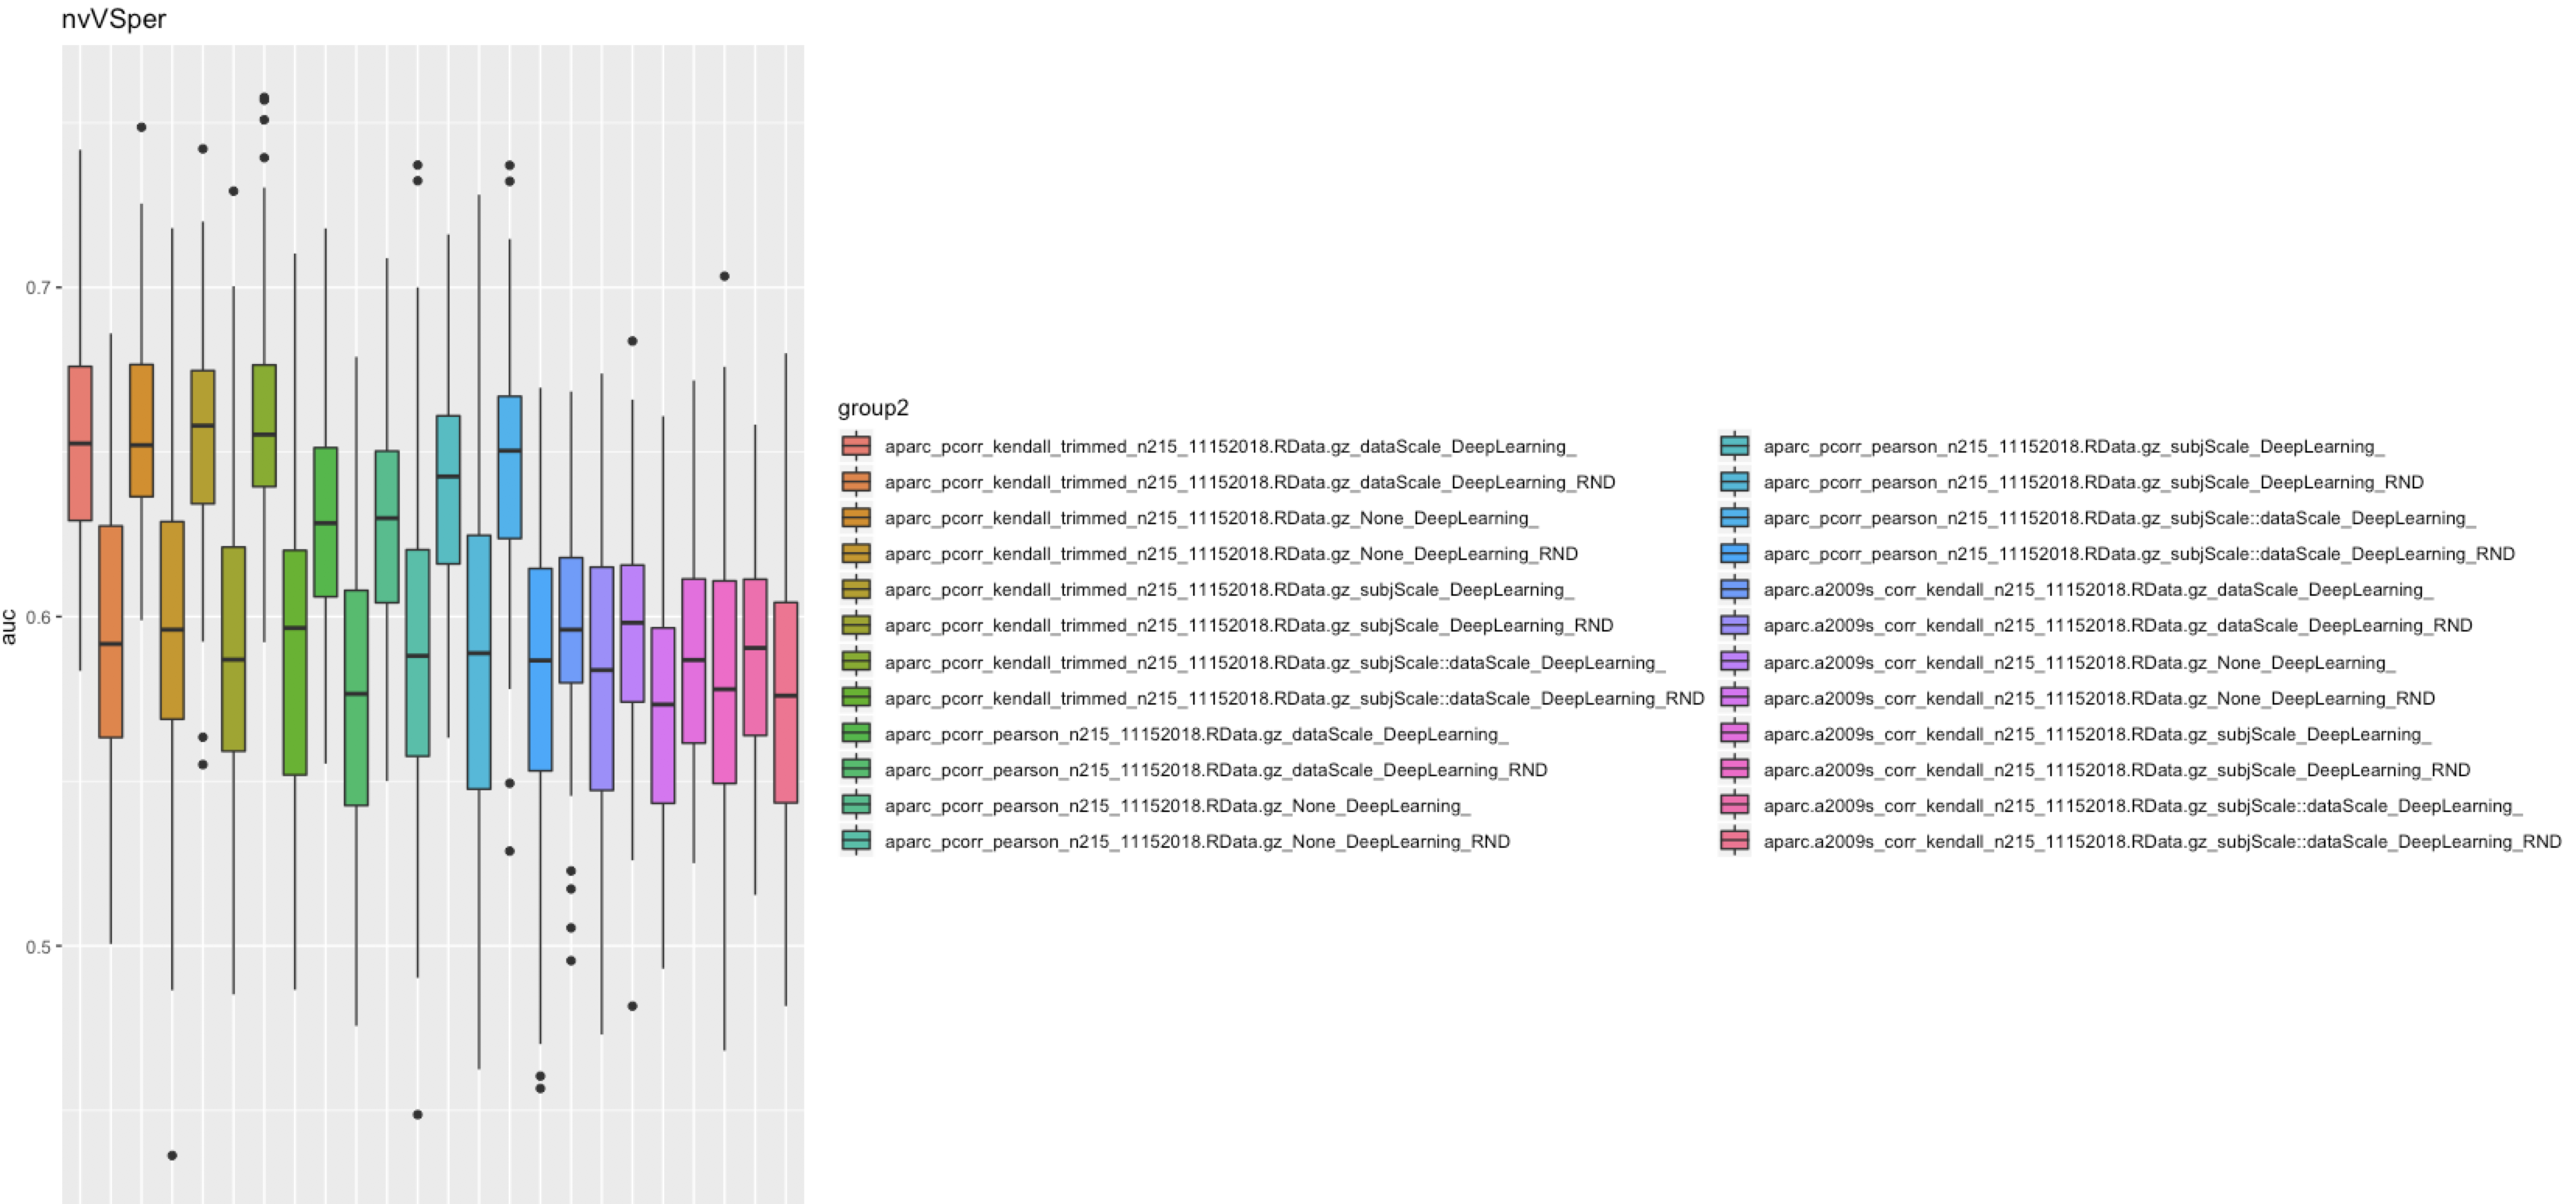 nvVSper
0.7
0.6
0.5
auc
group2
aparc_pcorr_kendall_trimmed_n215_11152018.RData.gz_dataScale_DeepLearning_
aparc_pcorr_kendall_trimmed_n215_11152018.RData.gz_dataScale_DeepLearning_RND
aparc_pcorr_kendall_trimmed_n215_11152018.RData.gz_None_DeepLearning_
aparc_pcorr_kendall_trimmed_n215_11152018.RData.gz_None_DeepLearning_RND
aparc_pcorr_kendall_trimmed_n215_11152018.RData.gz_subjScale_DeepLearning_
aparc_pcorr_kendall_trimmed_n215_11152018.RData.gz_subjScale_DeepLearning_RND
aparc_pcorr_kendall_trimmed_n215_11152018.RData.gz_subjScale::dataScale_DeepLearning_
aparc_pcorr_kendall_trimmed_n215_11152018.RData.gz_subjScale::dataScale_DeepLearning_RND
aparc_pcorr_pearson_n215_11152018.RData.gz_dataScale_DeepLearning_
aparc_pcorr_pearson_n215_11152018.RData.gz_dataScale_DeepLearning_RND
aparc_pcorr_pearson_n215_11152018.RData.gz_None_DeepLearning_
aparc_pcorr_pearson_n215_11152018.RData.gz_None_DeepLearning_RND
aparc_pcorr_pearson_n215_11152018.RData.gz_subjScale_DeepLearning_
aparc_pcorr_pearson_n215_11152018.RData.gz_subjScale_DeepLearning_RND
aparc_pcorr_pearson_n215_11152018.RData.gz_subjScale::dataScale_DeepLearning_
aparc_pcorr_pearson_n215_11152018.RData.gz_subjScale::dataScale_DeepLearning_RND
aparc.a2009s_corr_kendall_n215_11152018.RData.gz_dataScale_DeepLearning_
aparc.a2009s_corr_kendall_n215_11152018.RData.gz_dataScale_DeepLearning_RND
aparc.a2009s_corr_kendall_n215_11152018.RData.gz_None_DeepLearning_
aparc.a2009s_corr_kendall_n215_11152018.RData.gz_None_DeepLearning_RND
aparc.a2009s_corr_kendall_n215_11152018.RData.gz_subjScale_DeepLearning_
aparc.a2009s_corr_kendall_n215_11152018.RData.gz_subjScale_DeepLearning_RND
aparc.a2009s_corr_kendall_n215_11152018.RData.gz_subjScale::dataScale_DeepLearning_
aparc.a2009s_corr_kendall_n215_11152018.RData.gz_subjScale::dataScale_DeepLearning_RND